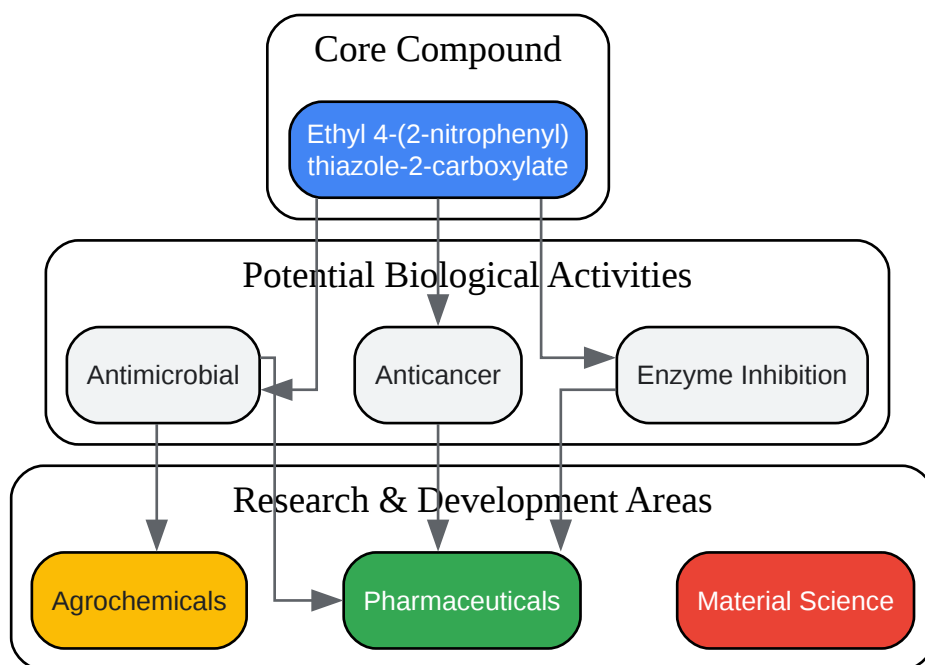 Core Compound
Ethyl 4-(2-nitrophenyl)
thiazole-2-carboxylate
Potential Biological Activities
Antimicrobial
Anticancer
Enzyme Inhibition
Research & Development Areas
Agrochemicals
Pharmaceuticals
Material Science